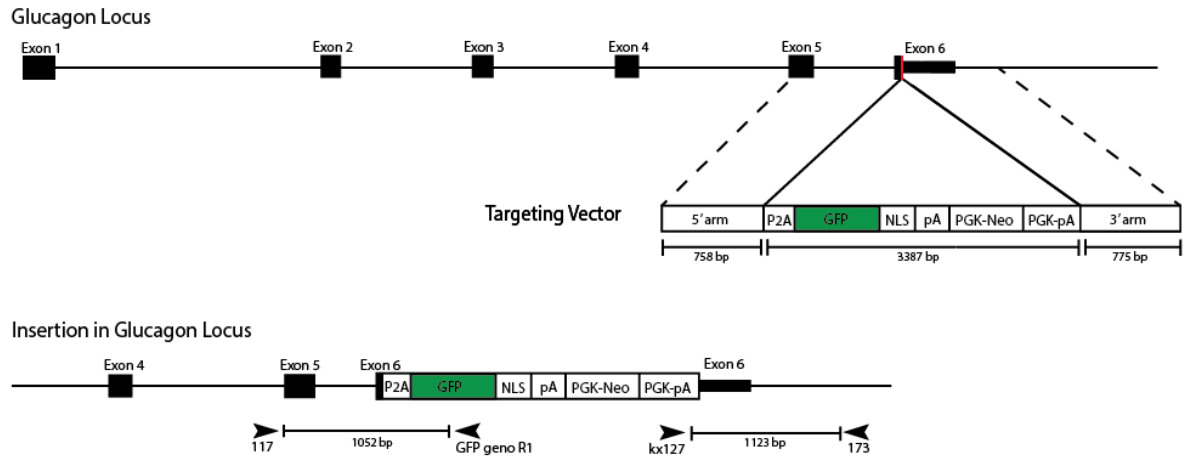 Glucagon Locus
Exon 1 Exon 2 Exon 3 Exon 4 Exon 5 Exon 6
Targeting Vector
5' arm P2A GFP NLS pA PGK-Neo PGK-pA 3' arm
758 bp 3387 bp 775 bp
Insertion in Glucagon Locus
Exon 4 Exon 5 Exon 6 Exon 6
P2A GFP NLS pA PGK-Neo PGK-pA
1052 bp 1123 bp
117 GFP geno R1 kx127 173